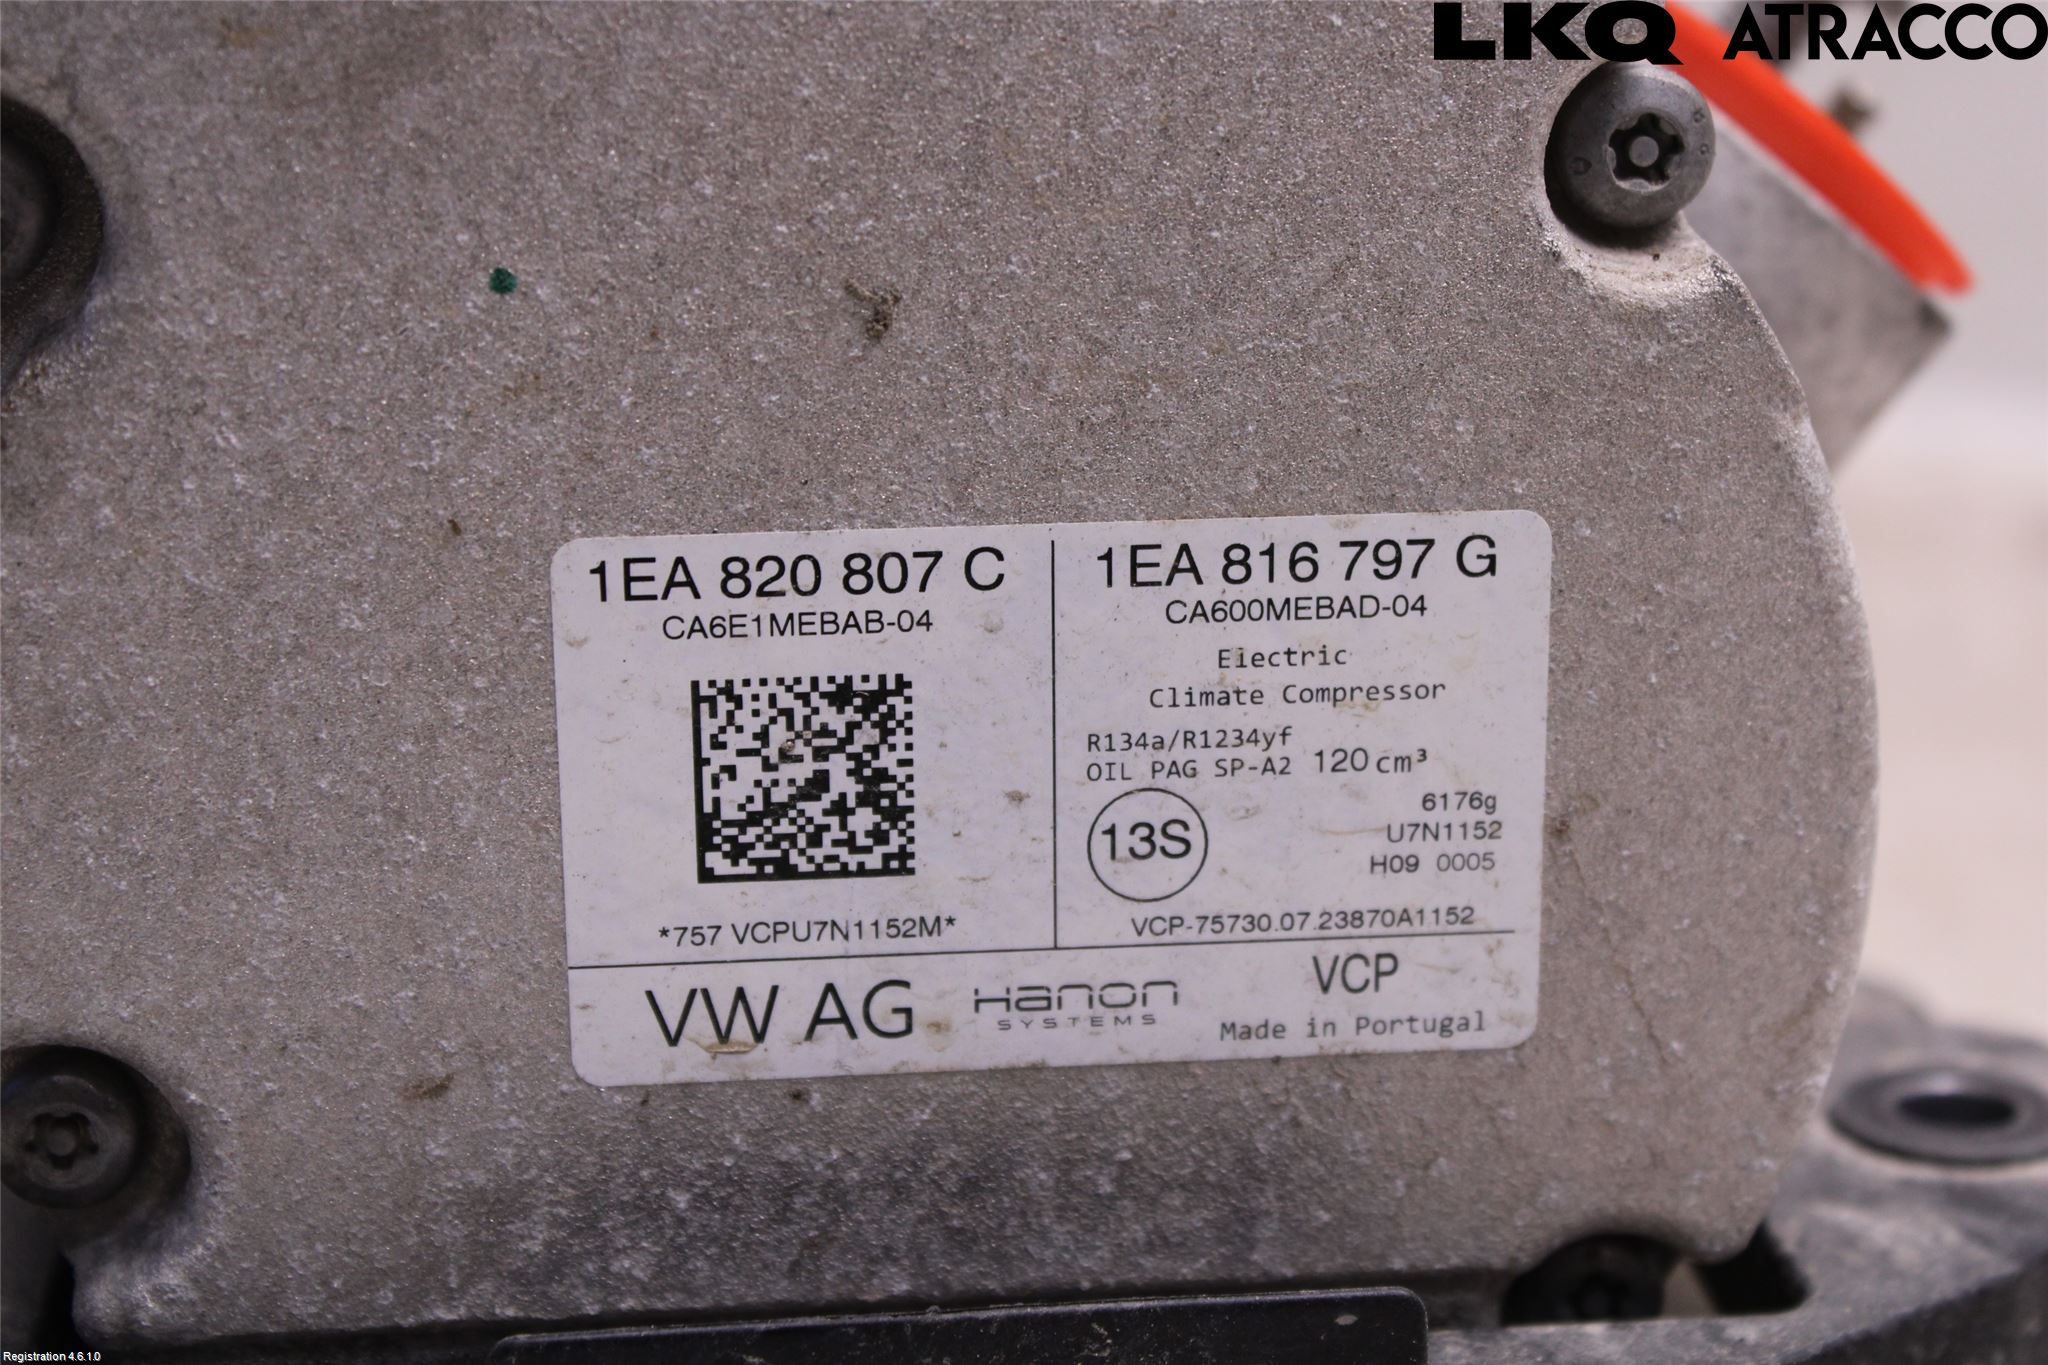 LKQ ATRACCO
1EA 820 807 C
CA6E1MEBAB-04
*757 VCPU7N1152M*
1EA 816 797 G
CA600MEBAD-04
Electric
Climate Compressor
R134a/R1234yf
OIL PAG SP-A2 120 cm³
13S
6176g
U7N1152
H09 0005
VCP-75730.07.23870A1152
VW AG
Hanon
SYSTEMS
VCP
Made in Portugal
Registration 4.6.1.0